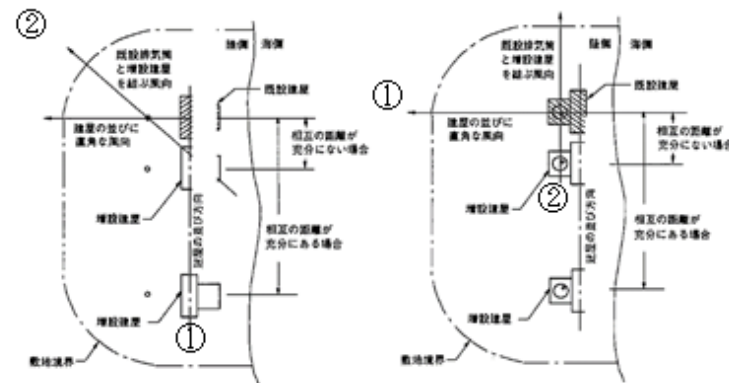 ②
既設排気筒
と増設建屋
を結ぶ風向
陸側 海側
既設建屋
建屋の並びに
直角な風向
相互の距離が
充分にない場合
増設建屋
建屋の並び方向
相互の距離が
充分にある場合
増設建屋
①
敷地境界
既設排気筒
と増設建屋
を結ぶ風向
陸側 海側
既設建屋
①
建屋の並びに
直角な風向
相互の距離が
充分にない場合
②
増設建屋
建屋の並び方向
相互の距離が
充分にある場合
増設建屋
敷地境界